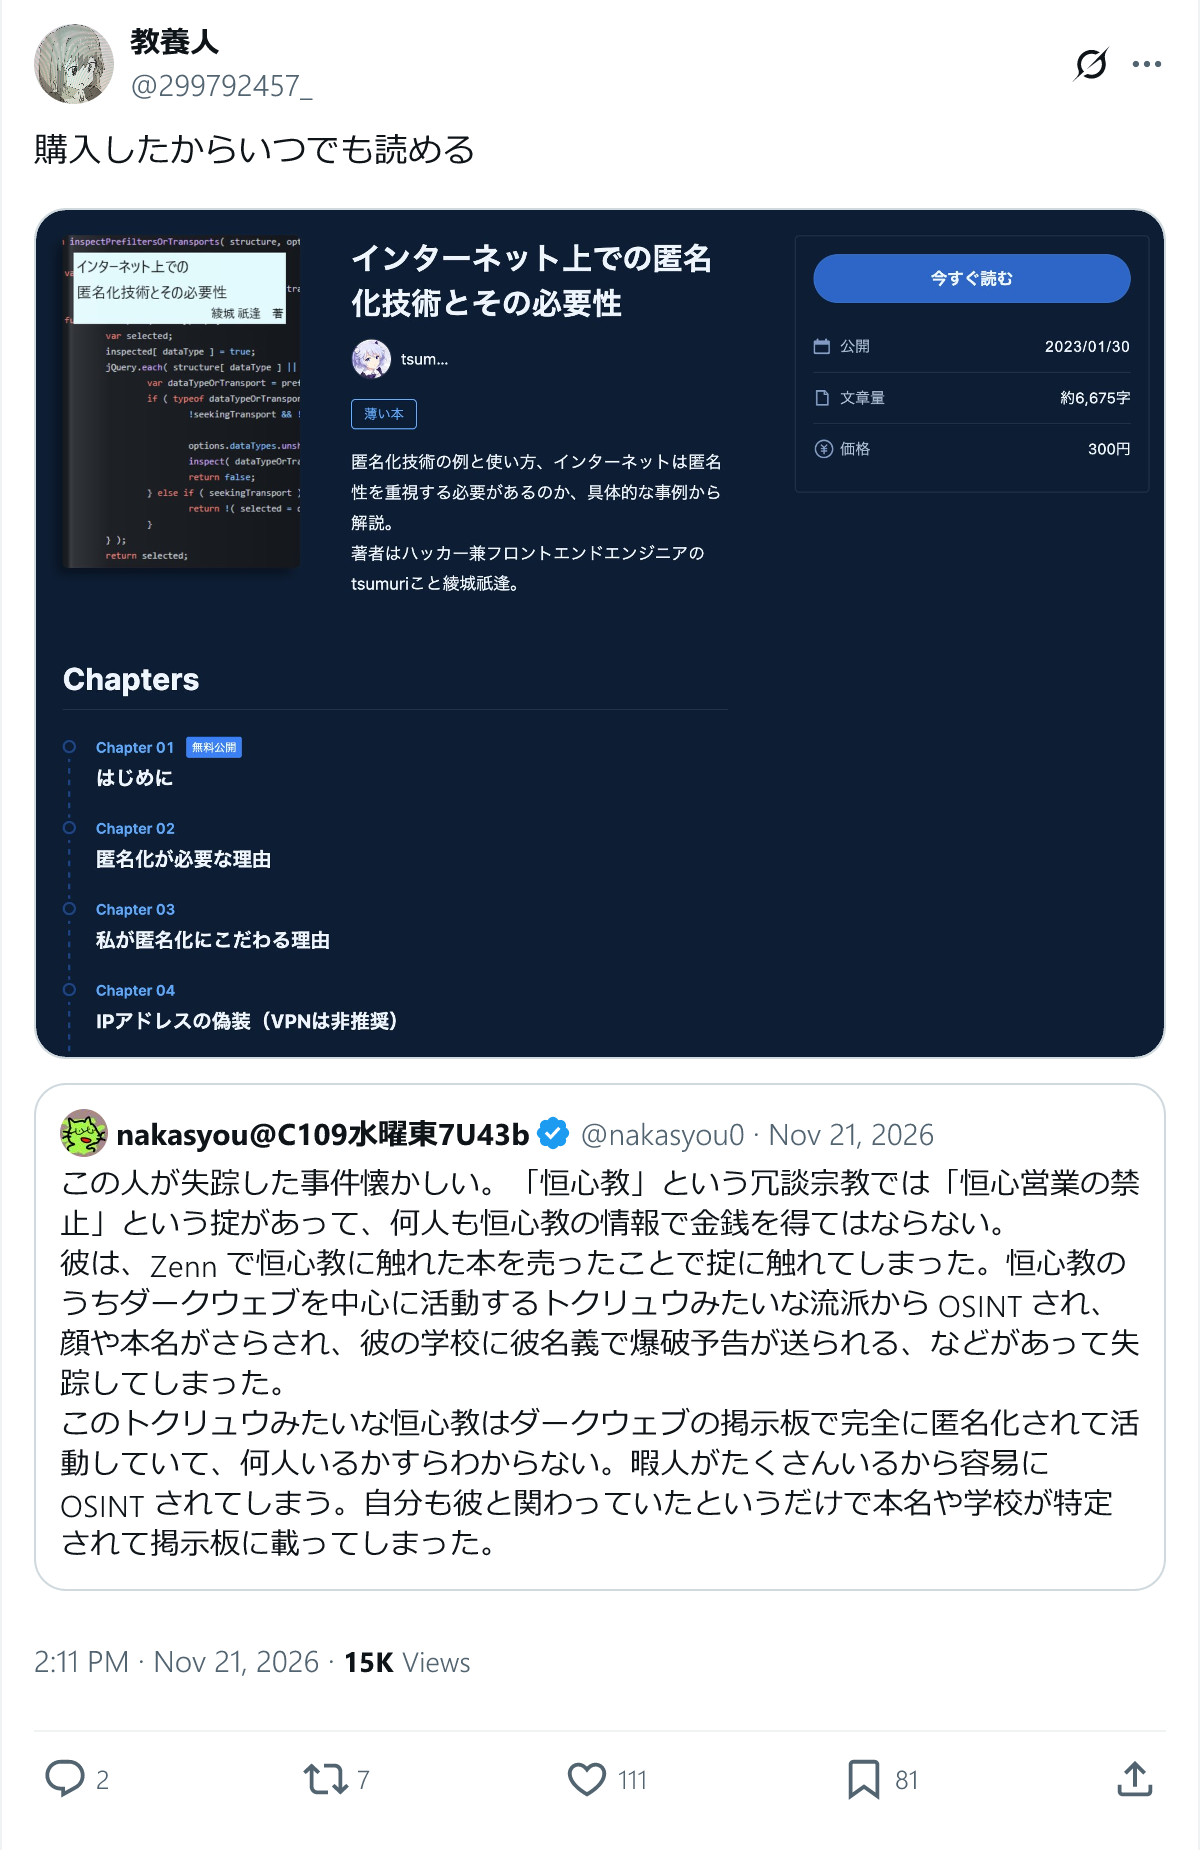 教養人
@299792457_
購入したからいつでも読める
inspectPrefiltersOrTransports( structure, opt
インターネット上での
匿名化技術とその必要性
綾城 祇逢 著
var selected;
inspected[ dataType ] = true;
jQuery.each( structure[ dataType ] ||
var dataTypeOrTransport = pref
if ( typeof dataTypeOrTranspor
!seekingTransport && !
options.dataTypes.unsh
inspect( dataTypeOrTra
return false;
} else if ( seekingTransport )
return !( selected = d
}
} );
return selected;
インターネット上での匿名
化技術とその必要性
tsum...
薄い本
匿名化技術の例と使い方、インターネットは匿名
性を重視する必要があるのか、具体的な事例から
解説。
著者はハッカー兼フロントエンドエンジニアの
tsumuriこと綾城祇逢。
今すぐ読む
公開 2023/01/30
文章量 約6,675字
価格 300円
Chapters
Chapter 01 無料公開
はじめに
Chapter 02
匿名化が必要な理由
Chapter 03
私が匿名化にこだわる理由
Chapter 04
IPアドレスの偽装（VPNは非推奨）
nakasyou@C109水曜東7U43b @nakasyou0 · Nov 21, 2026
この人が失踪した事件懐かしい。「恒心教」という冗談宗教では「恒心営業の禁
止」という掟があって、何人も恒心教の情報で金銭を得てはならない。
彼は、Zenn で恒心教に触れた本を売ったことで掟に触れてしまった。恒心教の
うちダークウェブを中心に活動するトクリュウみたいな流派から OSINT され、
顔や本名がさらされ、彼の学校に彼名義で爆破予告が送られる、などがあって失
踪してしまった。
このトクリュウみたいな恒心教はダークウェブの掲示板で完全に匿名化されて活
動していて、何人いるかすらわからない。暇人がたくさんいるから容易に
OSINT されてしまう。自分も彼と関わっていたというだけで本名や学校が特定
されて掲示板に載ってしまった。
2:11 PM · Nov 21, 2026 · 15K Views
2 7 111 81